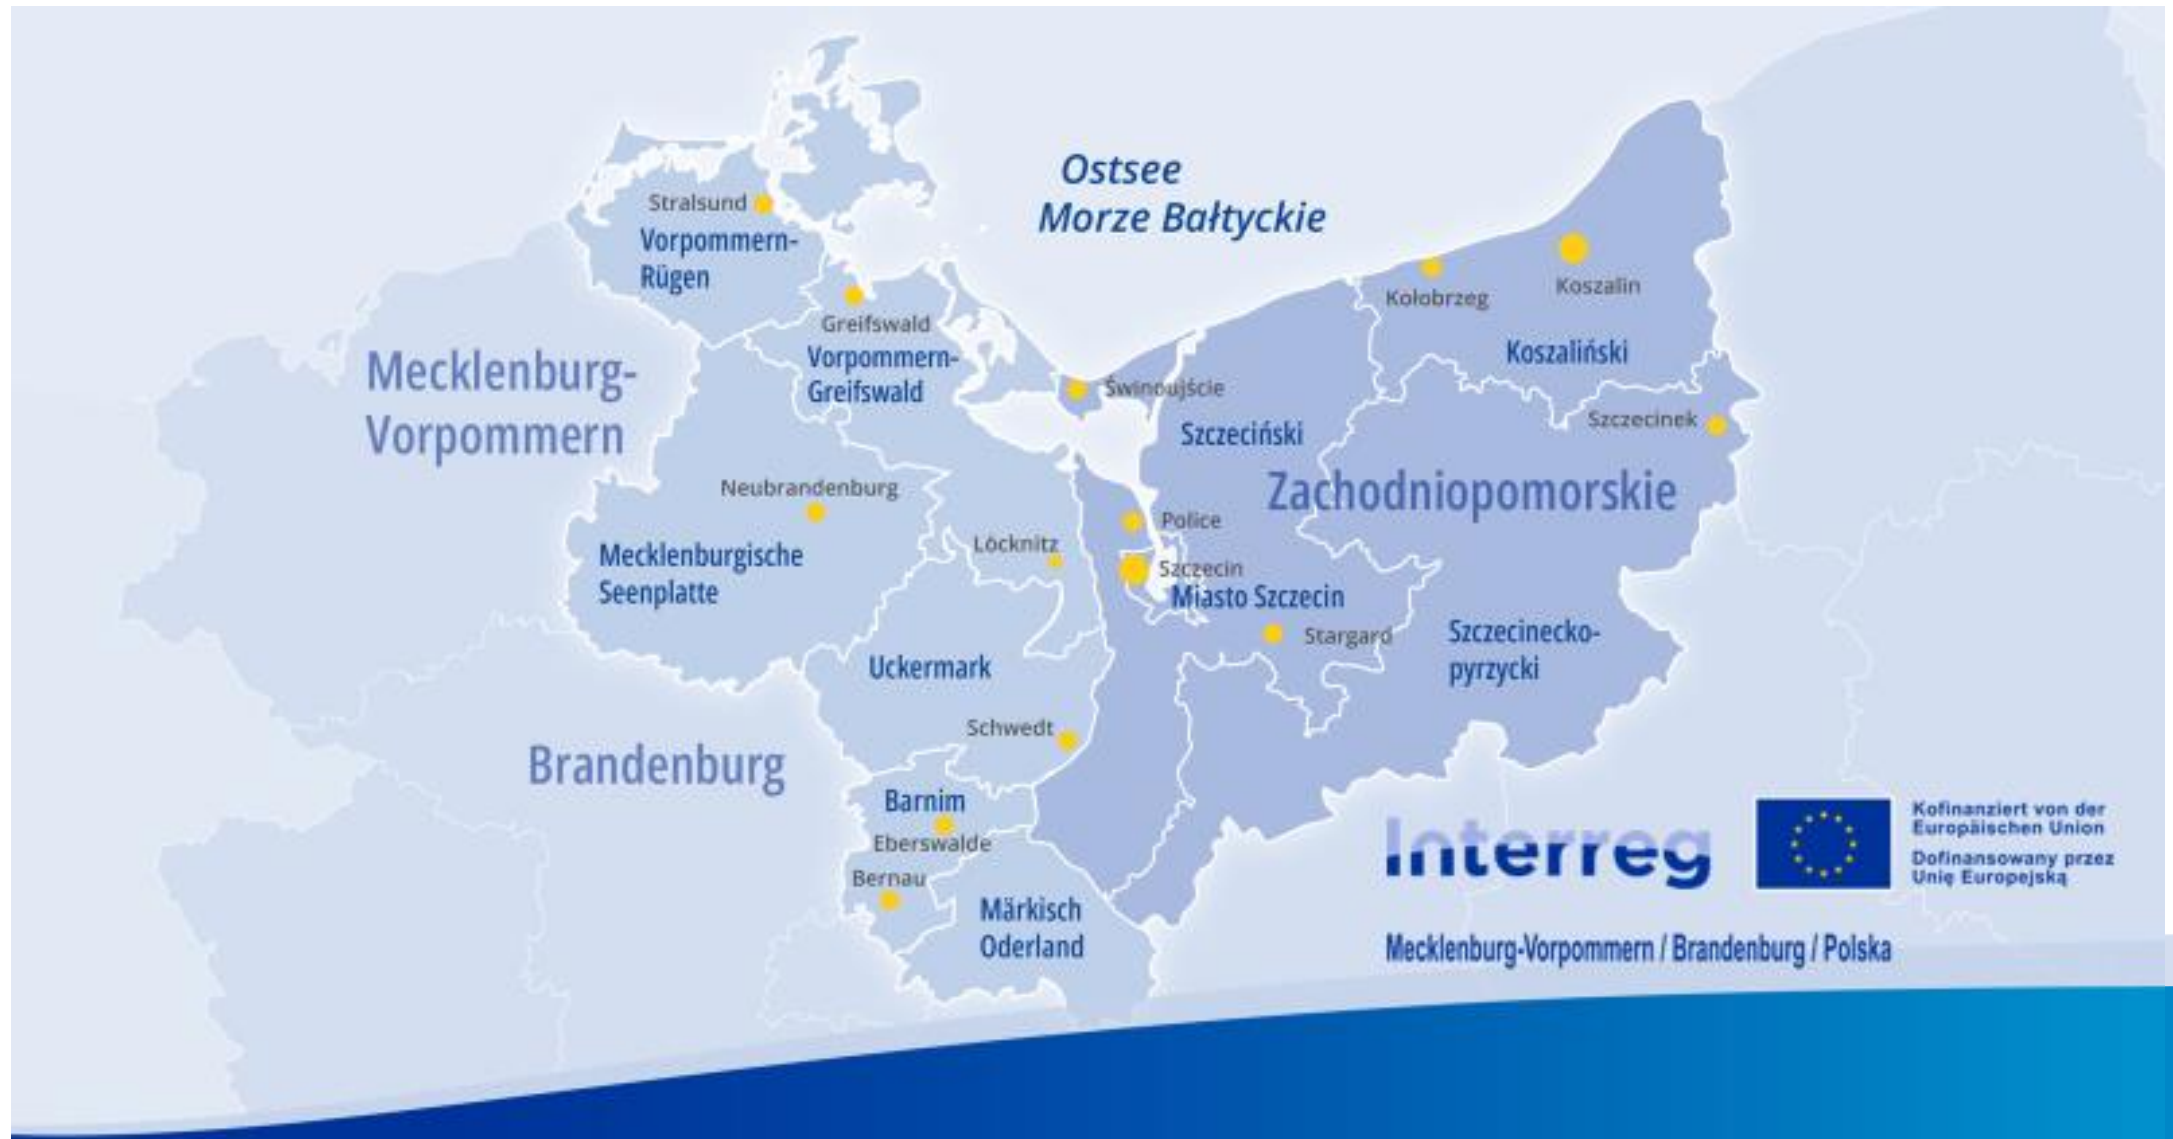 Ostsee
Morze Bałtyckie
Stralsund
Vorpommern-
Rügen
Greifswald
Vorpommern-
Greifswald
Mecklenburg-
Vorpommern
Kołobrzeg
Koszalin
Koszaliński
Świnoujście
Szczeciński
Szczecinek
Zachodniopomorskie
Neubrandenburg
Mecklenburgische
Seenplatte
Löcknitz
Police
Szczecin
Miasto Szczecin
Stargard
Szczecinecko-
pyrzycki
Uckermark
Schwedt
Brandenburg
Barnim
Eberswalde
Bernau
Märkisch
Oderland
Interreg
Kofinanziert von der
Europäischen Union
Dofinansowany przez
Unię Europejską
Mecklenburg-Vorpommern / Brandenburg / Polska